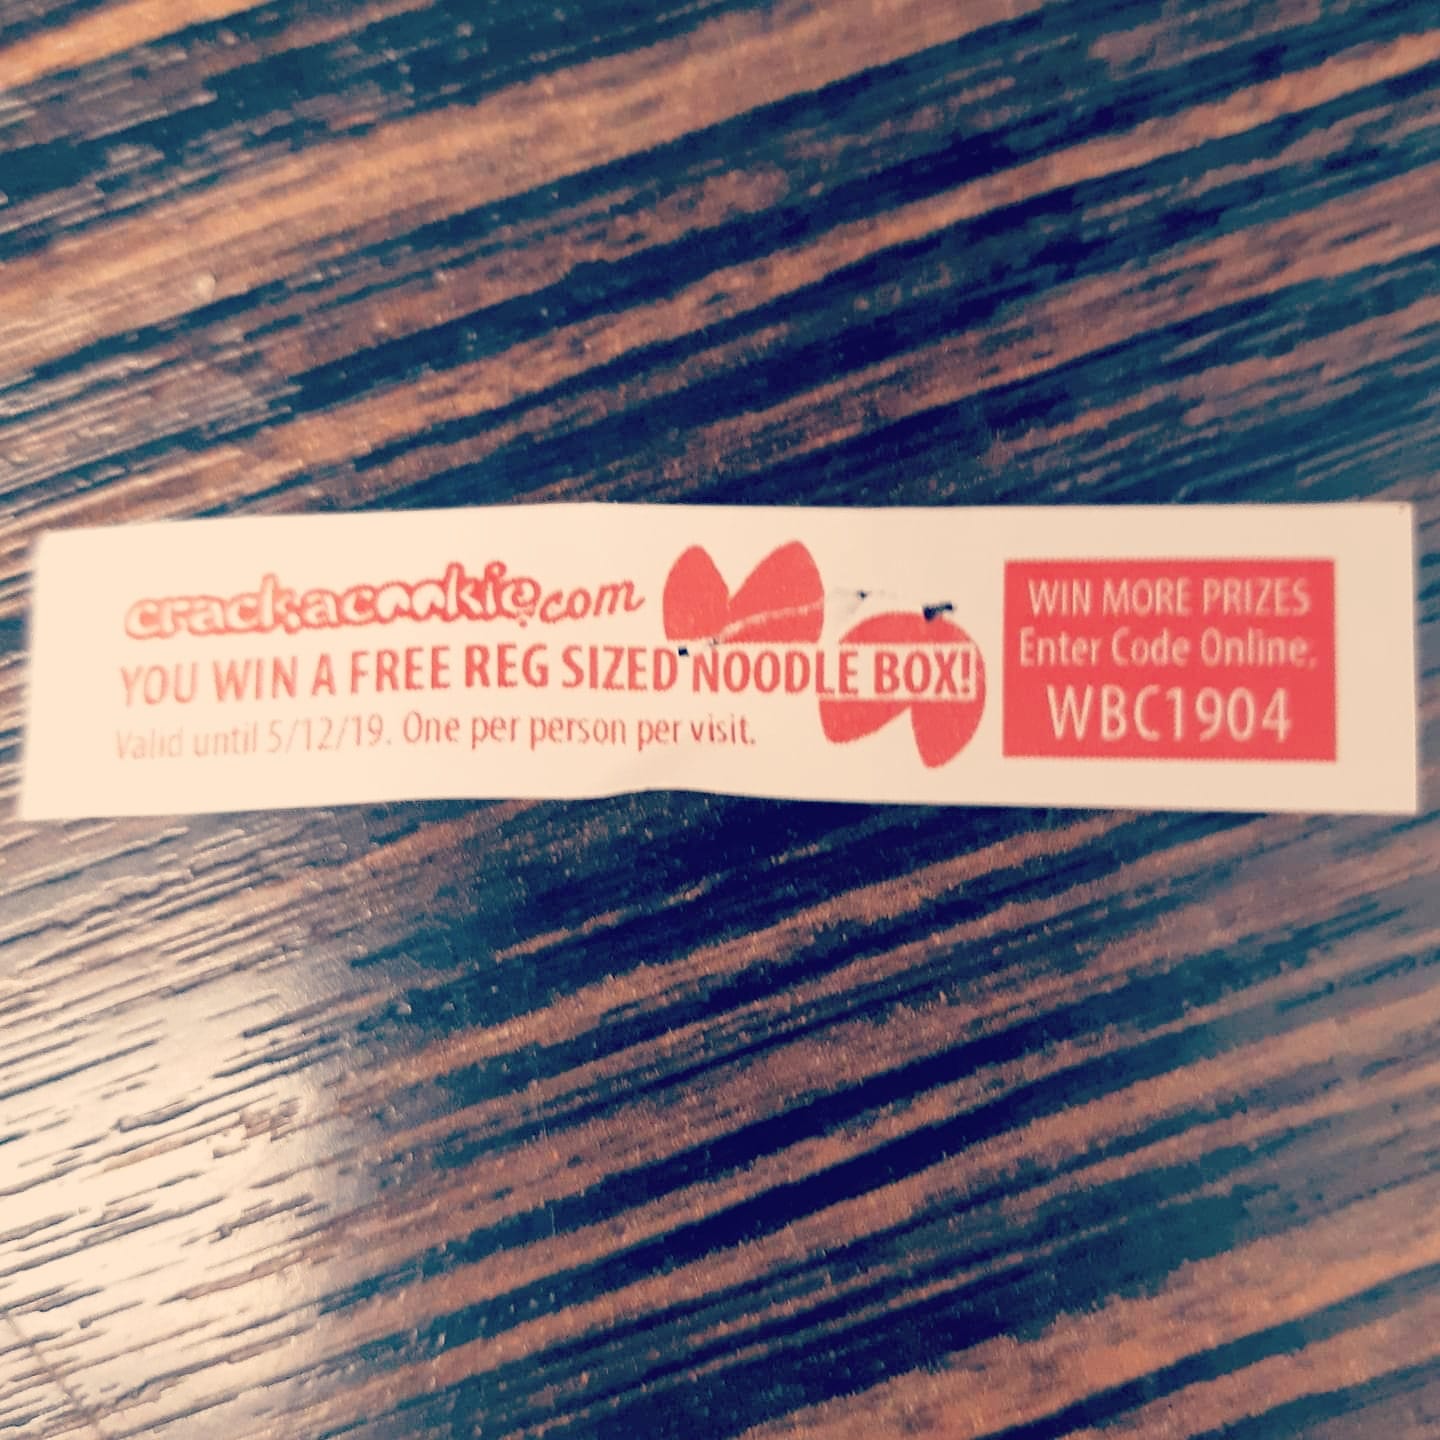 crackacookie.com
YOU WIN A FREE REG SIZED NOODLE BOX!
Valid until 5/12/19. One per person per visit.
WIN MORE PRIZES
Enter Code Online.
WBC1904